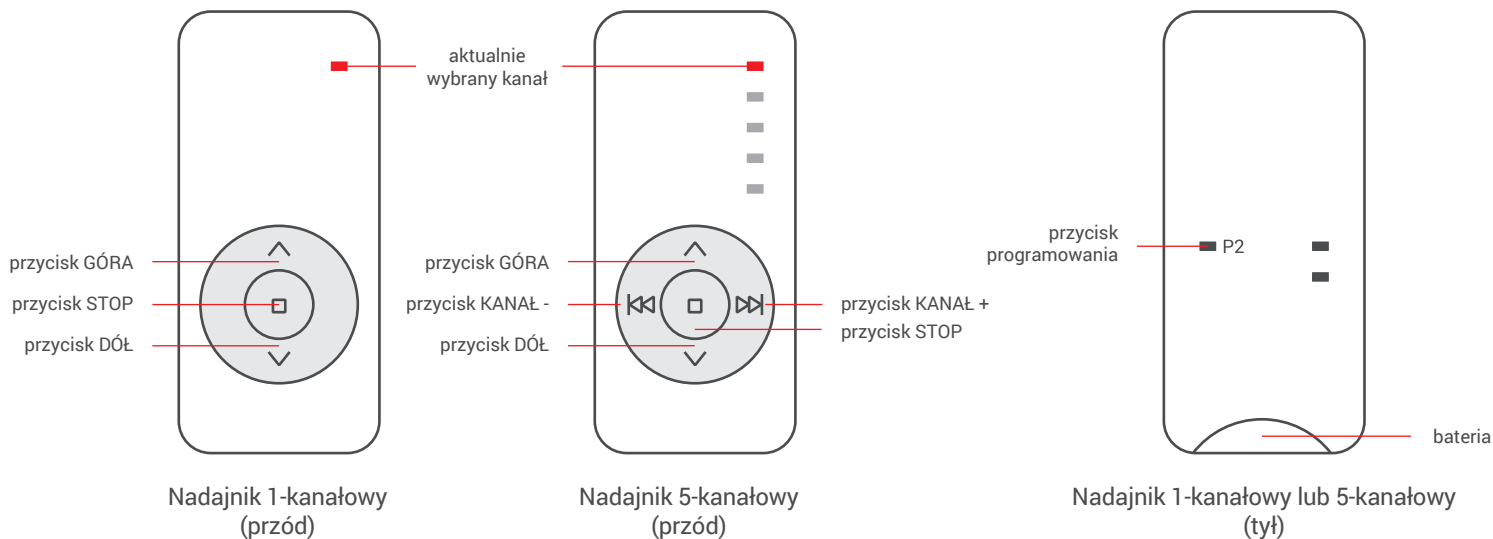 aktualnie
wybrany kanał
przycisk GÓRA
przycisk STOP
przycisk DÓŁ
przycisk GÓRA
przycisk KANAŁ -
przycisk DÓŁ
przycisk KANAŁ +
przycisk STOP
przycisk
programowania
P2
bateria
Nadajnik 1-kanałowy
(przód)
Nadajnik 5-kanałowy
(przód)
Nadajnik 1-kanałowy lub 5-kanałowy
(tył)